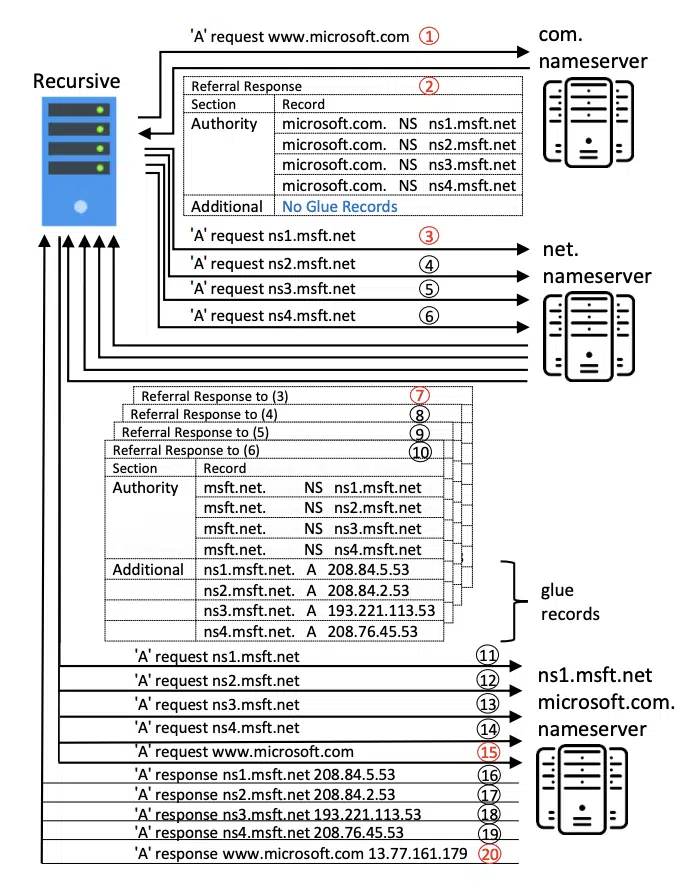 'A' request www.microsoft.com ①
com.
nameserver
Recursive
Referral Response ②
Section Record
Authority microsoft.com. NS ns1.msft.net
microsoft.com. NS ns2.msft.net
microsoft.com. NS ns3.msft.net
microsoft.com. NS ns4.msft.net
Additional No Glue Records
'A' request ns1.msft.net ③
'A' request ns2.msft.net ④
'A' request ns3.msft.net ⑤
'A' request ns4.msft.net ⑥
net.
nameserver
Referral Response to (3) ⑦
Referral Response to (4) ⑧
Referral Response to (5) ⑨
Referral Response to (6) ⑩
Section Record
Authority msft.net. NS ns1.msft.net
msft.net. NS ns2.msft.net
msft.net. NS ns3.msft.net
msft.net. NS ns4.msft.net
Additional ns1.msft.net. A 208.84.5.53
ns2.msft.net. A 208.84.2.53
ns3.msft.net. A 193.221.113.53
ns4.msft.net. A 208.76.45.53
glue
records
'A' request ns1.msft.net ⑪
'A' request ns2.msft.net ⑫
'A' request ns3.msft.net ⑬
'A' request ns4.msft.net ⑭
'A' request www.microsoft.com ⑮
ns1.msft.net
microsoft.com.
nameserver
'A' response ns1.msft.net 208.84.5.53 ⑯
'A' response ns2.msft.net 208.84.2.53 ⑰
'A' response ns3.msft.net 193.221.113.53 ⑱
'A' response ns4.msft.net 208.76.45.53 ⑲
'A' response www.microsoft.com 13.77.161.179 ⑳